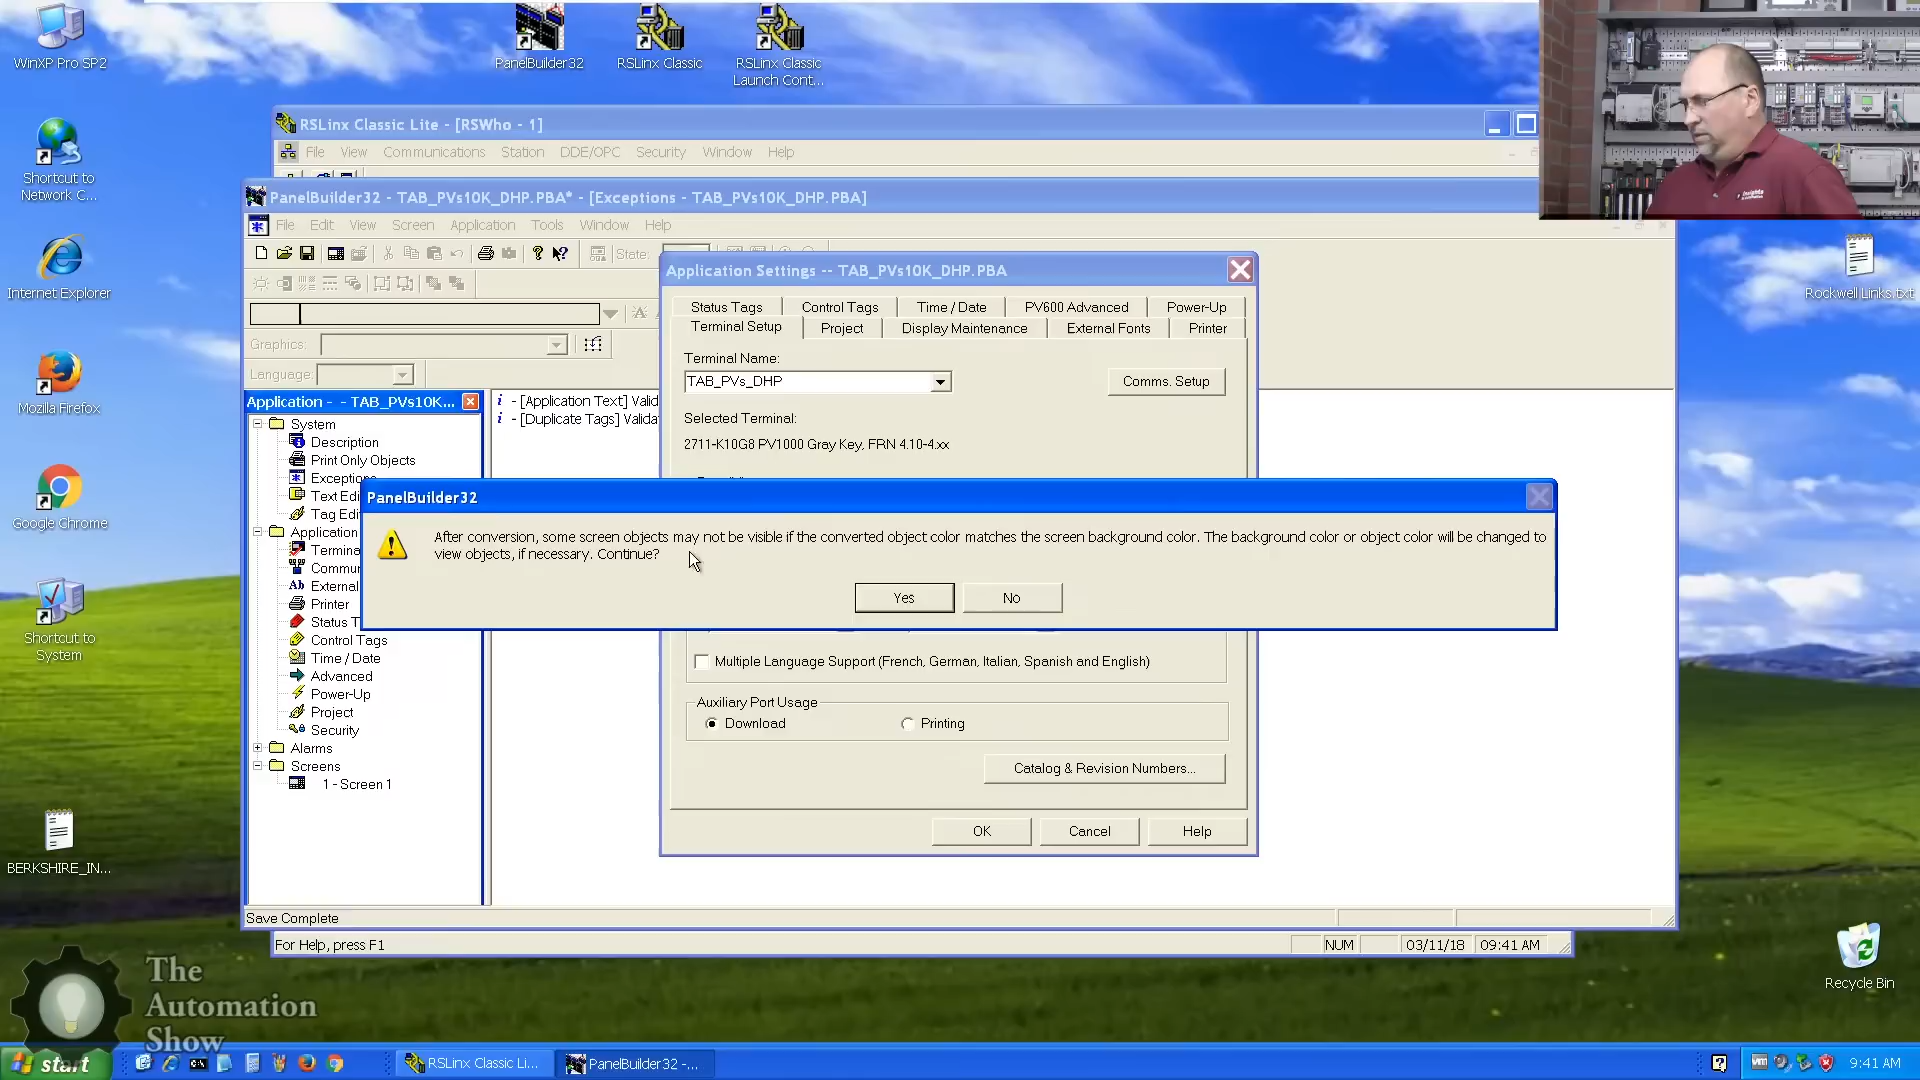 WinXP Pro SP2
PanelBuilder32
RSLinx Classic
RSLinx Classic
Launch Cont...
Shortcut to
Network C...
Internet Explorer
Mozilla Firefox
Google Chrome
Shortcut to
System
BERKSHIRE_IN...
Rockwell Links.txt
Recycle Bin
RSLinx Classic Lite - [RSWho - 1]
File View Communications Station DDE/OPC Security Window Help
PanelBuilder32 - TAB_PVs10K_DHP.PBA* - [Exceptions - TAB_PVs10K_DHP.PBA]
File Edit View Screen Application Tools Window Help
State:
Graphics:
Language:
Application - - TAB_PVs10K...
System
Description
Print Only Objects
Exceptions
Text Edi
Tag Edi
Application
Termina
Commur
External
Printer
Status T
Control Tags
Time / Date
Advanced
Power-Up
Project
Security
Alarms
Screens
1 - Screen 1
i - [Application Text] Valid
i - [Duplicate Tags] Valida
Application Settings -- TAB_PVs10K_DHP.PBA
Status Tags Control Tags Time / Date PV600 Advanced Power-Up
Terminal Setup Project Display Maintenance External Fonts Printer
Terminal Name:
TAB_PVs_DHP
Comms. Setup
Selected Terminal:
2711-K10G8 PV1000 Gray Key, FRN 4.10-4.xx
PanelBuilder32
After conversion, some screen objects may not be visible if the converted object color matches the screen background color. The background color or object color will be changed to
view objects, if necessary. Continue?
Yes No
Multiple Language Support (French, German, Italian, Spanish and English)
Auxiliary Port Usage
Download Printing
Catalog & Revision Numbers...
OK Cancel Help
Save Complete
For Help, press F1
NUM 03/11/18 09:41 AM
The
Automation
Show
start
RSLinx Classic Li...
PanelBuilder32 -...
9:41 AM